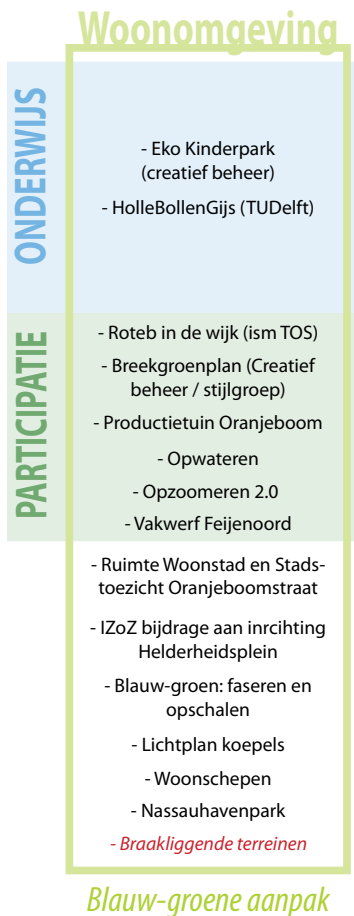 Woonomgeving
ONDERWIJS
- Eko Kinderpark
(creatief beheer)
- HolleBollenGijs (TUDelft)
PARTICIPATIE
- Roteb in de wijk (ism TOS)
- Breekgroenplan (Creatief
beheer / stijlgroep)
- Productietuin Oranjeboom
- Opwateren
- Opzoomeren 2.0
- Vakwerf Feijenoord
- Ruimte Woonstad en Stads-
toezicht Oranjeboomstraat
- IZoZ bijdrage aan inrcihting
Helderheidsplein
- Blauw-groen: faseren en
opschalen
- Lichtplan koepels
- Woonschepen
- Nassauhavenpark
- Braakliggende terreinen
Blauw-groene aanpak